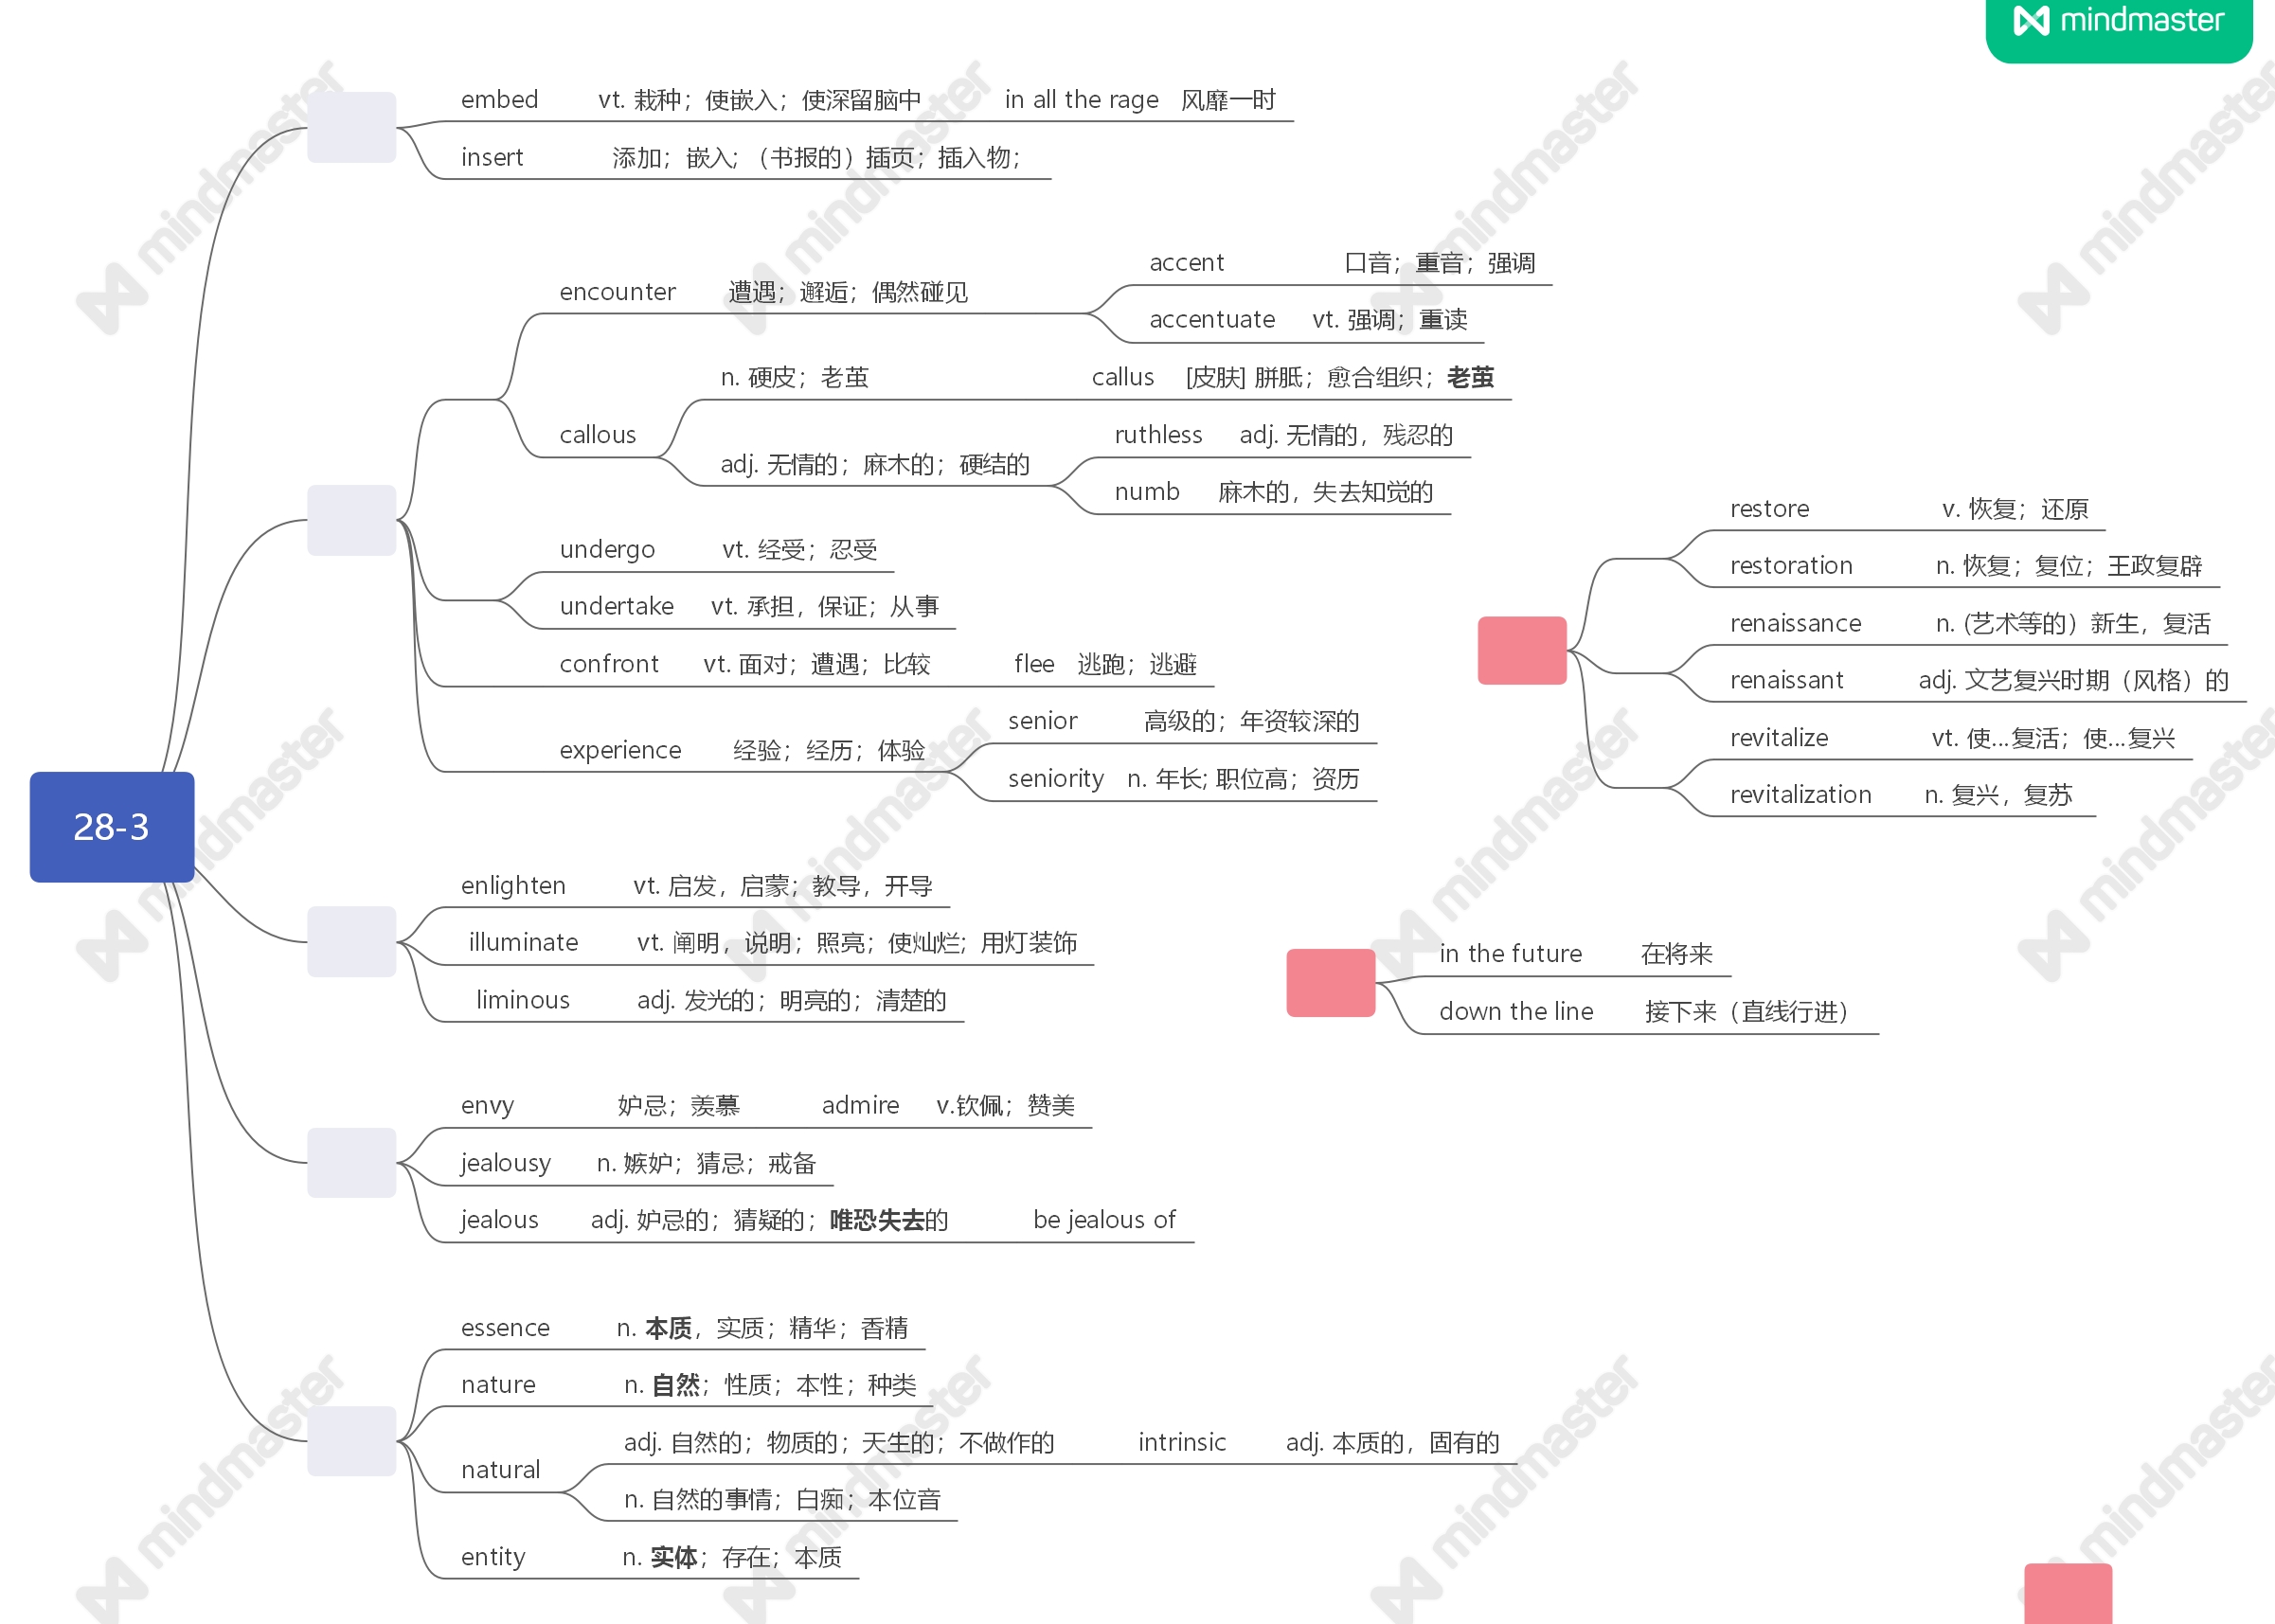 mindmaster
embed vt. 栽种；使嵌入；使深留脑中 in all the rage 风靡一时
insert 添加；嵌入；（书报的）插页；插入物；
encounter 遭遇；邂逅；偶然碰见
accent 口音；重音；强调
accentuate vt. 强调；重读
callous
n. 硬皮；老茧 callus [皮肤] 胼胝；愈合组织；老茧
adj. 无情的；麻木的；硬结的
ruthless adj. 无情的，残忍的
numb 麻木的，失去知觉的
undergo vt. 经受；忍受
undertake vt. 承担，保证；从事
confront vt. 面对；遭遇；比较 flee 逃跑；逃避
experience 经验；经历；体验
senior 高级的；年资较深的
seniority n. 年长; 职位高；资历
28-3
enlighten vt. 启发，启蒙；教导，开导
illuminate vt. 阐明，说明；照亮；使灿烂；用灯装饰
liminous adj. 发光的；明亮的；清楚的
envy 妒忌；羡慕 admire v.钦佩；赞美
jealousy n. 嫉妒；猜忌；戒备
jealous adj. 妒忌的；猜疑的；唯恐失去的 be jealous of
essence n. 本质，实质；精华；香精
nature n. 自然；性质；本性；种类
natural
adj. 自然的；物质的；天生的；不做作的 intrinsic adj. 本质的，固有的
n. 自然的事情；白痴；本位音
entity n. 实体；存在；本质
restore v. 恢复；还原
restoration n. 恢复；复位；王政复辟
renaissance n. (艺术等的）新生，复活
renaissant adj. 文艺复兴时期（风格）的
revitalize vt. 使…复活；使…复兴
revitalization n. 复兴，复苏
in the future 在将来
down the line 接下来（直线行进）
mindmaster
mindmaster
mindmaster
mindmaster
mindmaster
mindmaster
mindmaster
mindmaster
mindmaster
mindmaster
mindmaster
mindmaster